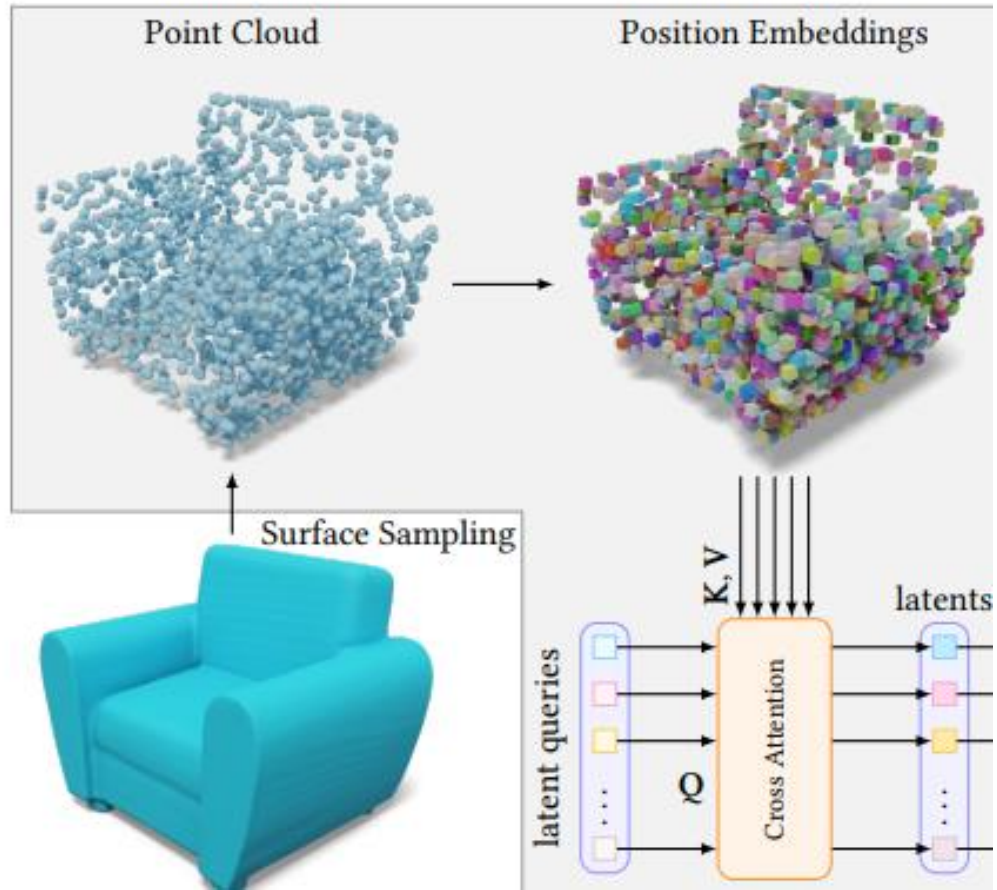 Point Cloud
Position Embeddings
Surface Sampling
K, V
latents
latent queries
Cross Attention
Q
....
....